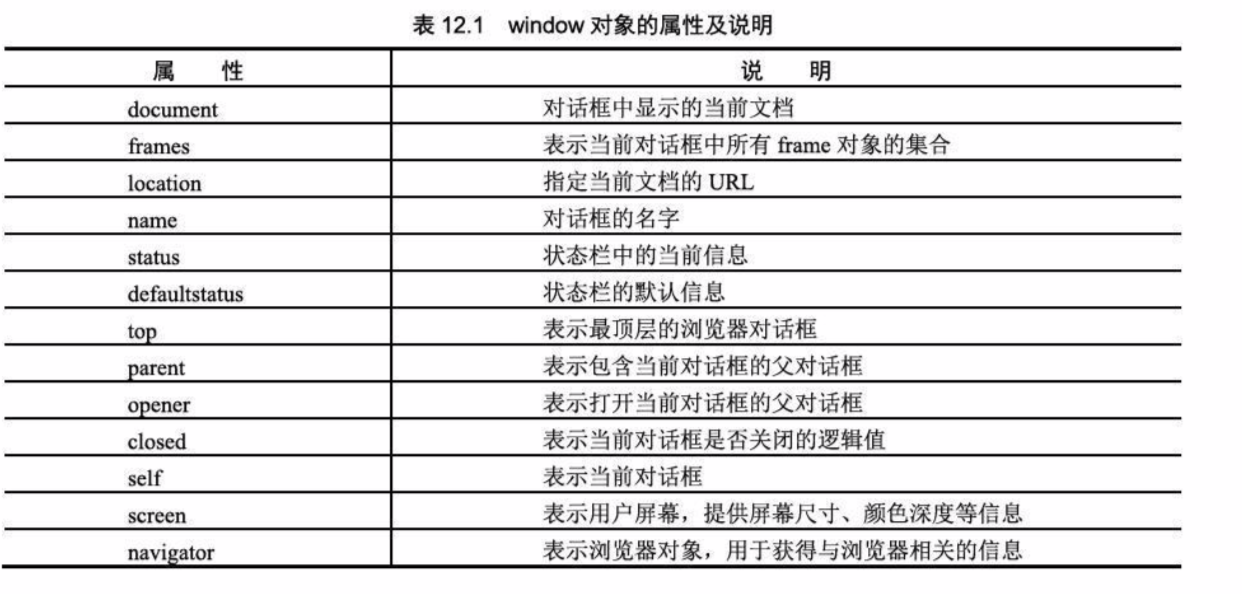 表 12.1 window 对象的属性及说明
属 性 说 明
document 对话框中显示的当前文档
frames 表示当前对话框中所有 frame 对象的集合
location 指定当前文档的 URL
name 对话框的名字
status 状态栏中的当前信息
defaultstatus 状态栏的默认信息
top 表示最顶层的浏览器对话框
parent 表示包含当前对话框的父对话框
opener 表示打开当前对话框的父对话框
closed 表示当前对话框是否关闭的逻辑值
self 表示当前对话框
screen 表示用户屏幕，提供屏幕尺寸、颜色深度等信息
navigator 表示浏览器对象，用于获得与浏览器相关的信息